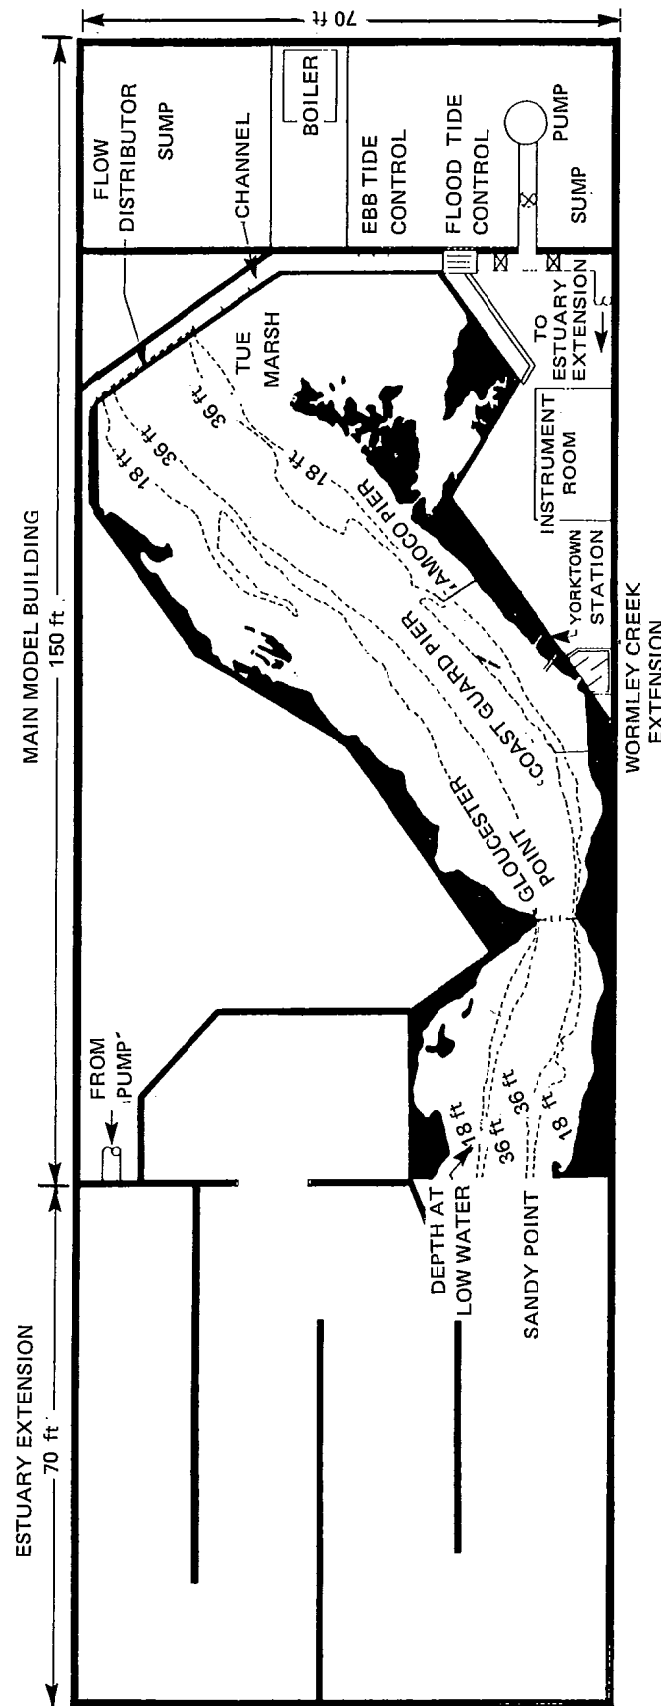 ESTUARY EXTENSION
70 ft
MAIN MODEL BUILDING
150 ft
70 ft
FROM
PUMP
FLOW
DISTRIBUTOR
SUMP
CHANNEL
BOILER
EBB TIDE
CONTROL
FLOOD TIDE
CONTROL
PUMP
SUMP
TUE
MARSH
18 ft
36 ft
36 ft
18 ft
AMOCO PIER
COAST GUARD PIER
GLOUCESTER
POINT
TO
ESTUARY
EXTENSION
INSTRUMENT
ROOM
YORKTOWN
STATION
WORMLEY CREEK
EXTENSION
DEPTH AT
LOW WATER
18 ft
36 ft
36 ft
18 ft
SANDY POINT